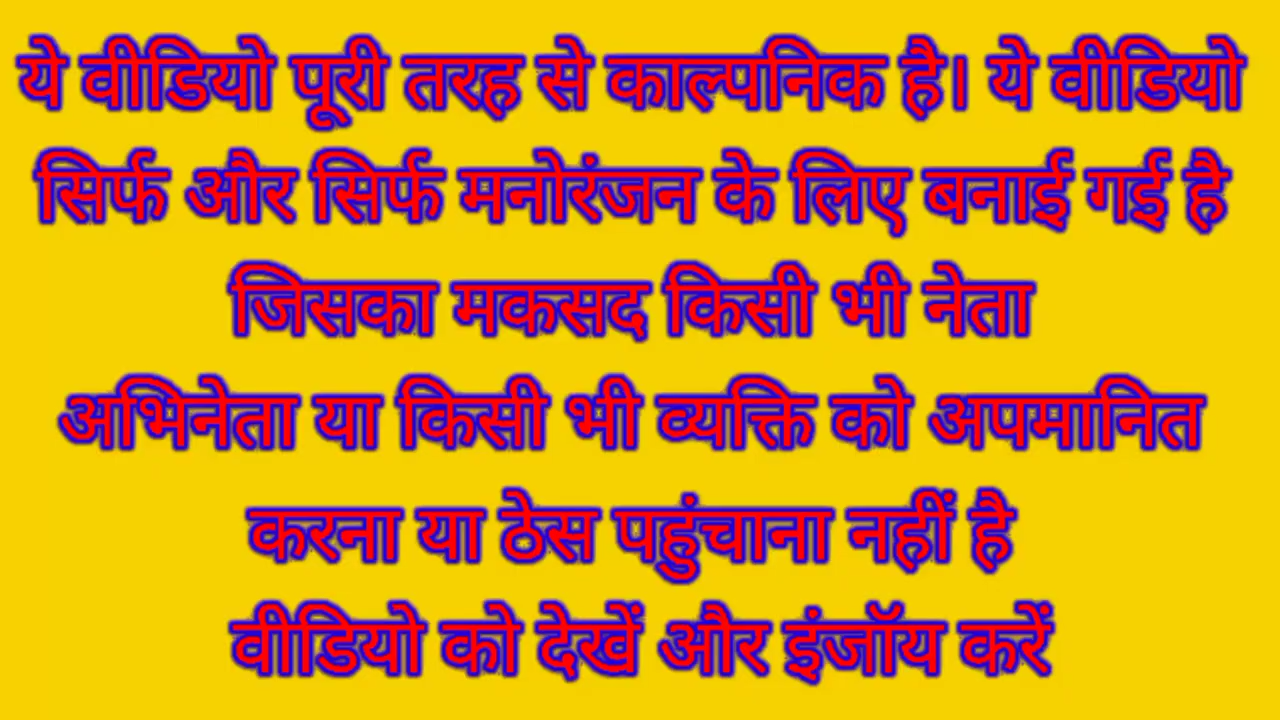 ये वीडियो पूरी तरह से काल्पनिक है। ये वीडियो
सिर्फ और सिर्फ मनोरंजन के लिए बनाई गई है
जिसका मकसद किसी भी नेता
अभिनेता या किसी भी व्यक्ति को अपमानित
करना या ठेस पहुंचाना नहीं है
वीडियो को देखें और इंजॉय करें